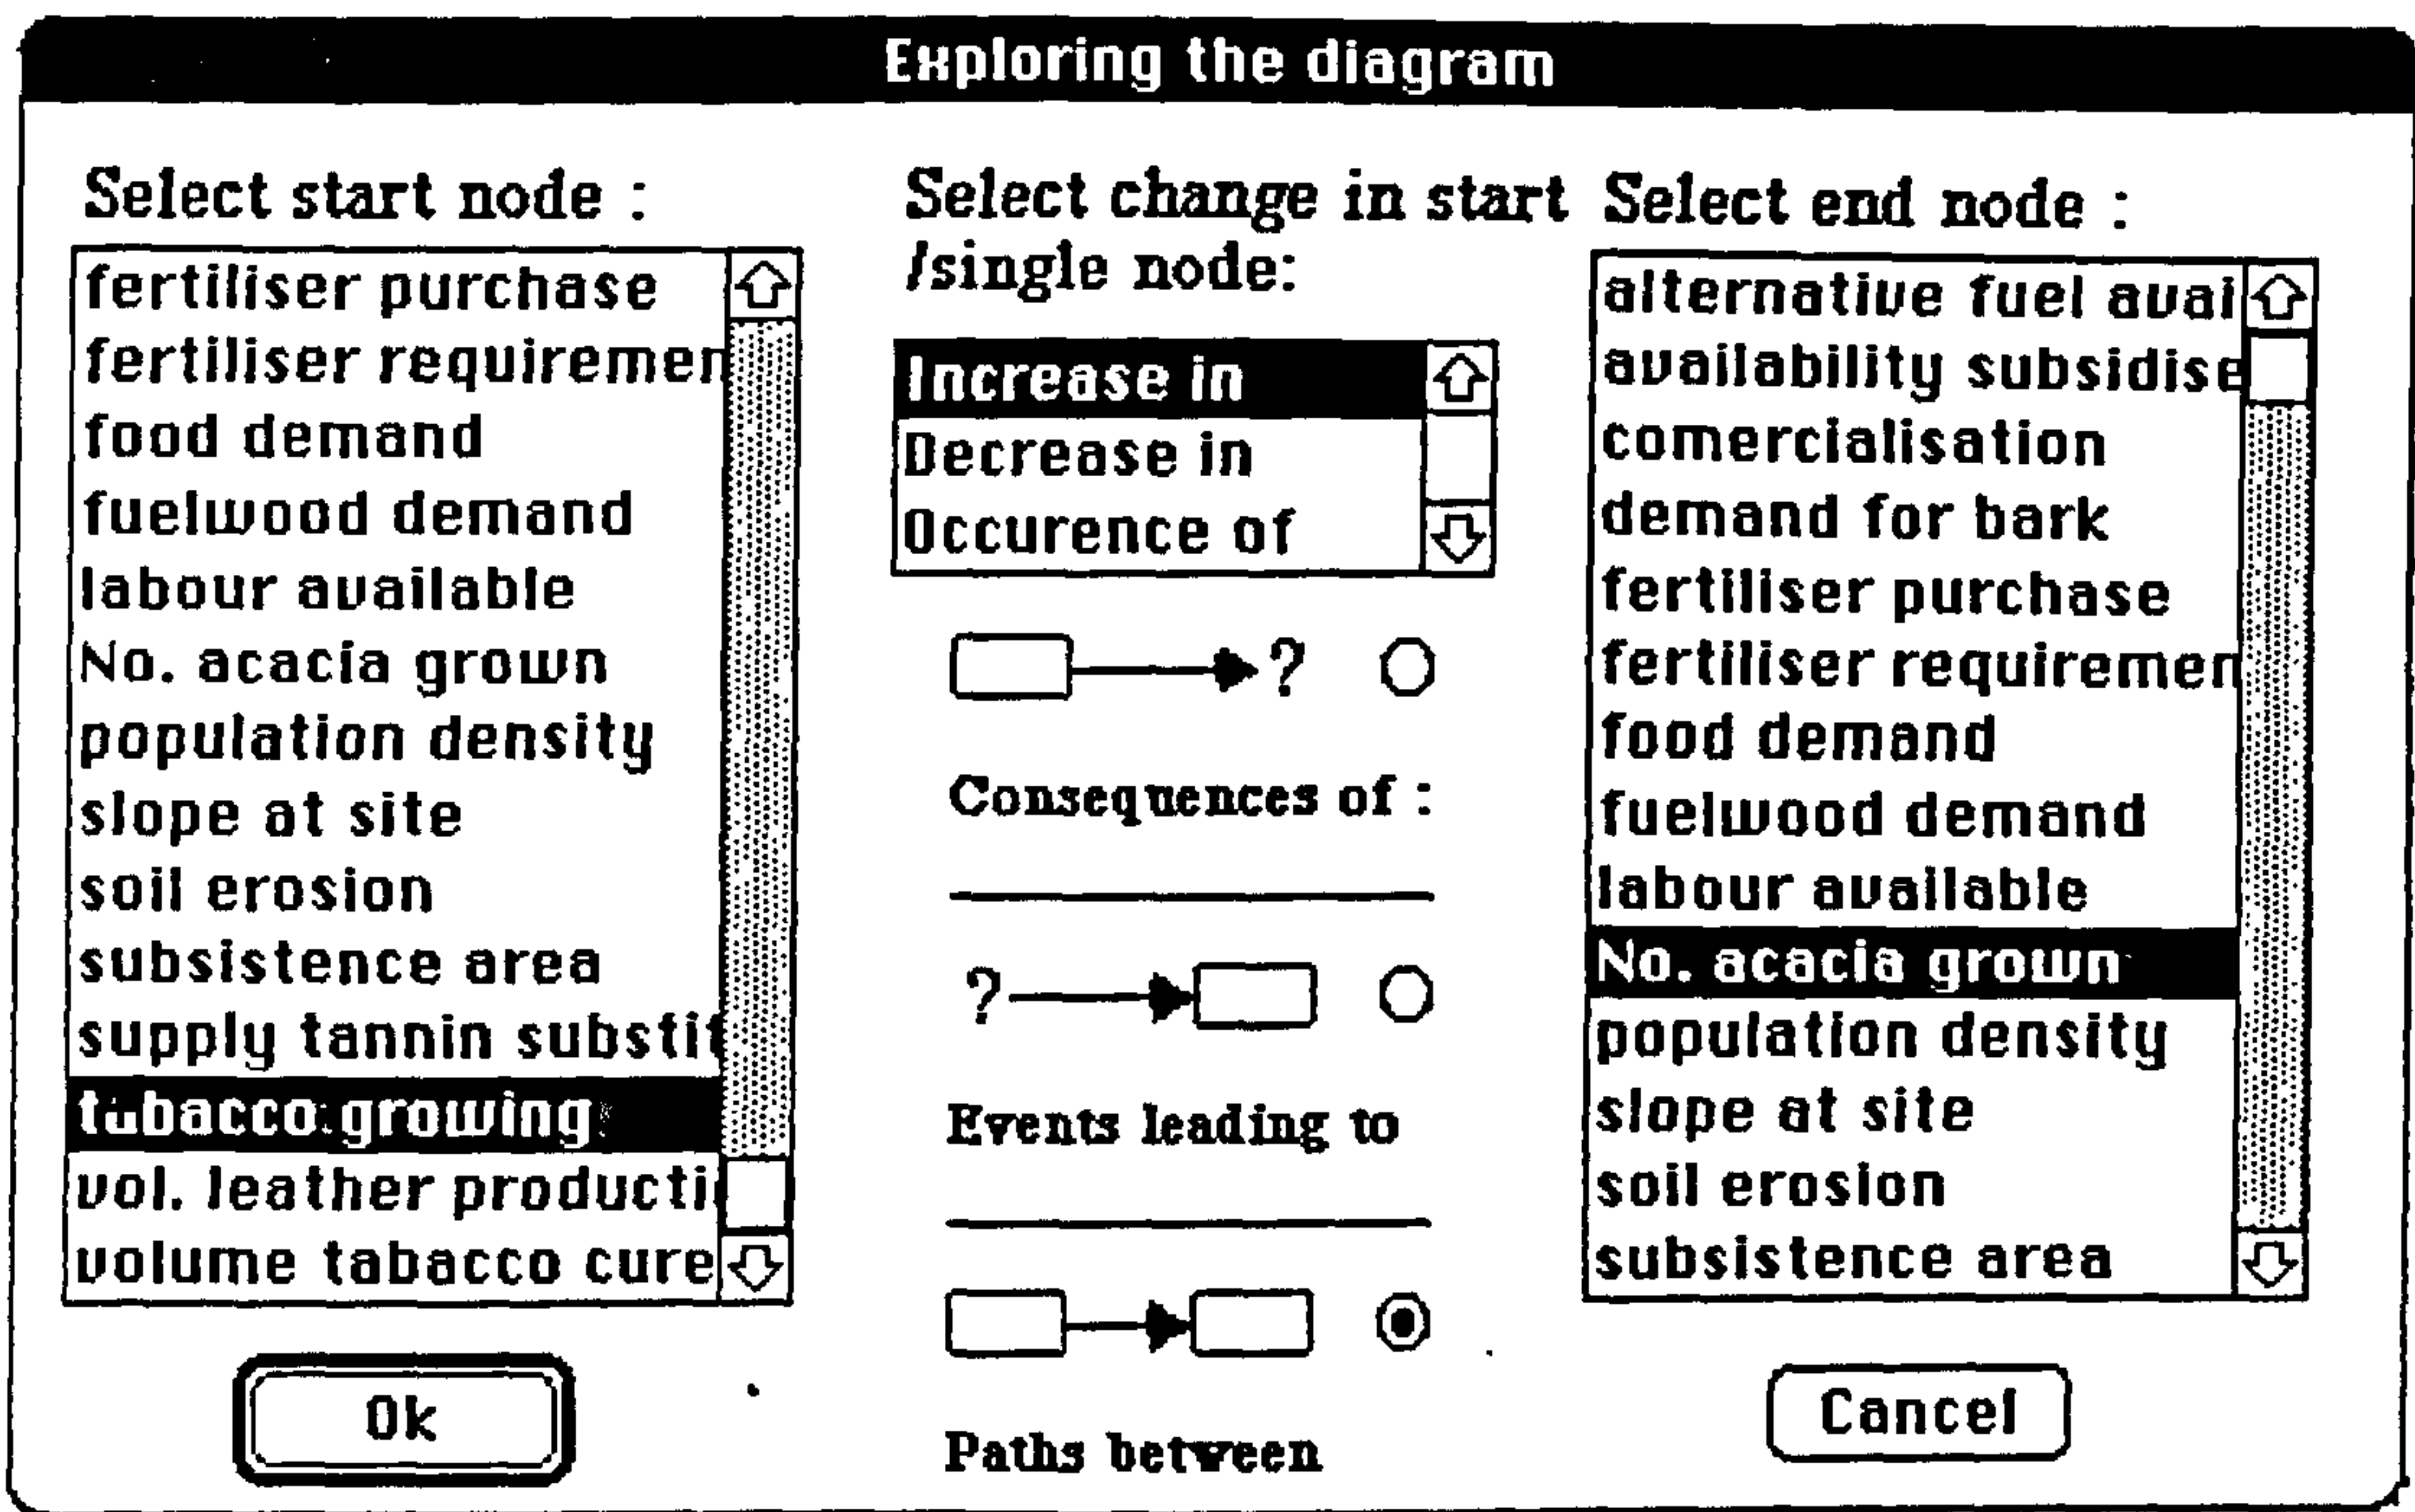 Exploring the diagram
Select start node :
fertiliser purchase
fertiliser requiremen
food demand
fuelwood demand
labour available
No. acacia grown
population density
slope at site
soil erosion
subsistence area
supply tannin substit
tabacco growing
vol. leather producti
volume tabacco cure
Ok
Select change in start
/single node:
Increase in
Decrease in
Occurence of
?
Consequences of :
?
Events leading to
Paths between
Select end node :
alternative fuel avai
availability subsidise
comercialisation
demand for bark
fertiliser purchase
fertiliser requiremen
food demand
fuelwood demand
labour available
No. acacia grown
population density
slope at site
soil erosion
subsistence area
Cancel